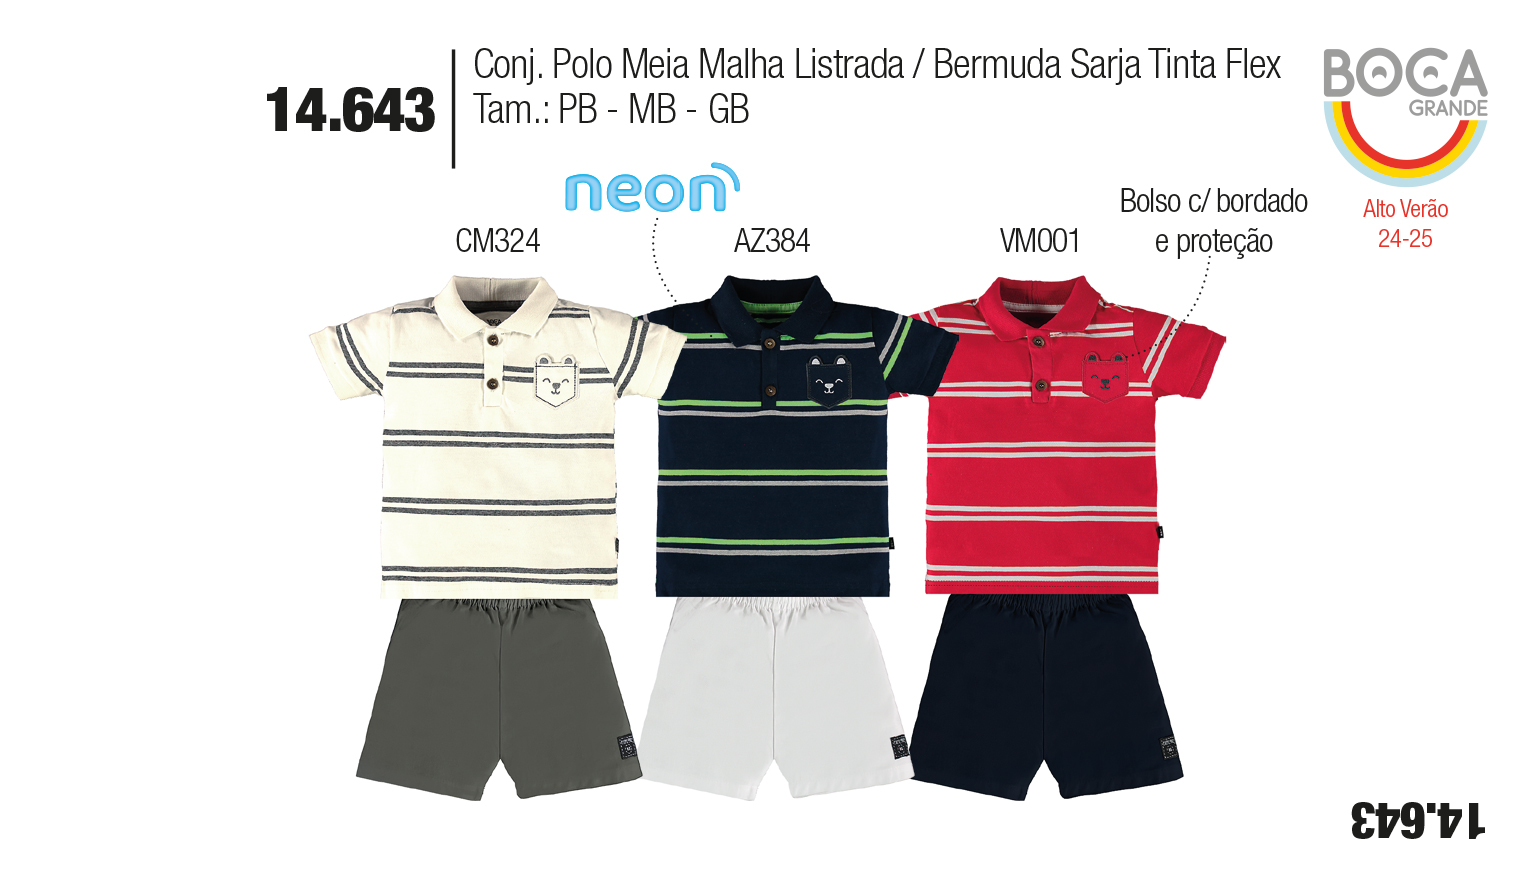 14.643
Conj. Polo Meia Malha Listrada / Bermuda Sarja Tinta Flex
Tam.: PB - MB - GB
BOCA
GRANDE
Alto Verão
24-25
neon
Bolso c/ bordado
e proteção
CM324
AZ384
VM001
BOCA
14.643